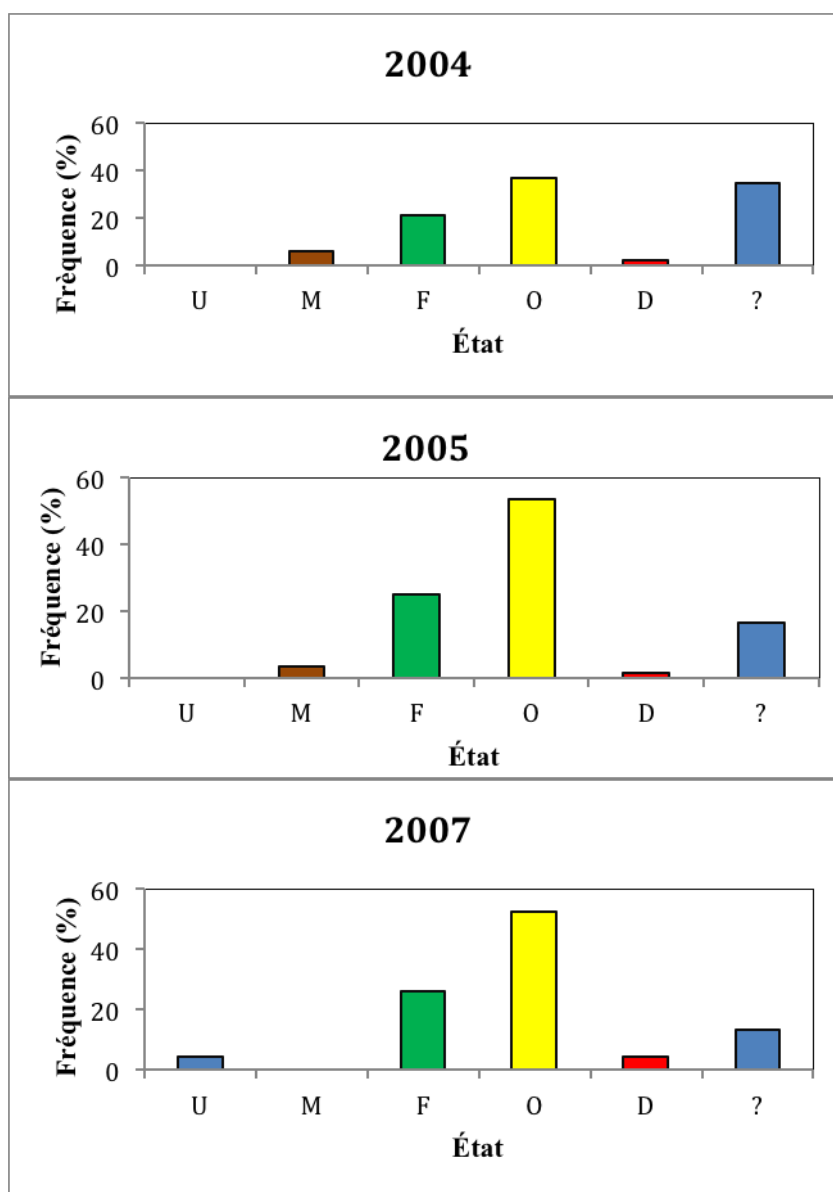 2004
Frèquence (%)
60
40
20
0
U M F O D ?
État
2005
Fréquence (%)
60
40
20
0
U M F O D ?
État
2007
Fréquence (%)
60
40
20
0
U M F O D ?
État